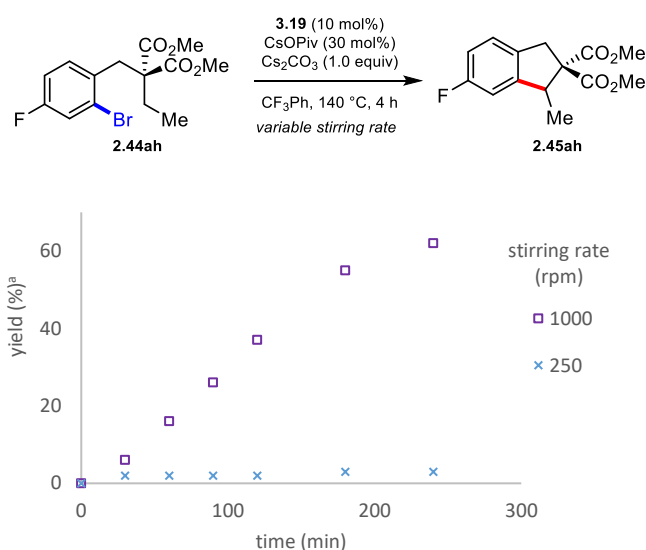 3.19 (10 mol%)
CsOPiv (30 mol%)
Cs2CO3 (1.0 equiv)
CF3Ph, 140 °C, 4 h
variable stirring rate
CO2Me
CO2Me
F
Br
Me
2.44ah
CO2Me
CO2Me
F
Me
2.45ah
yield (%)a
60
40
20
0
0
100
200
300
time (min)
stirring rate
(rpm)
1000
250